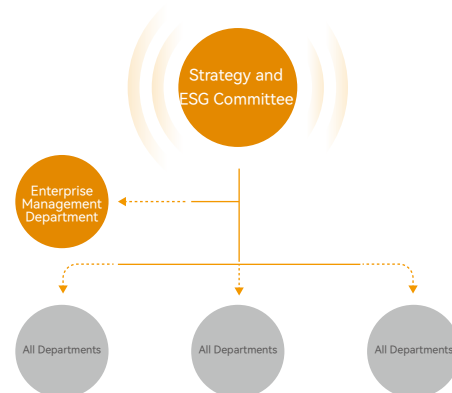 Strategy and
ESG Committee
Enterprise
Management
Department
All Departments
All Departments
All Departments